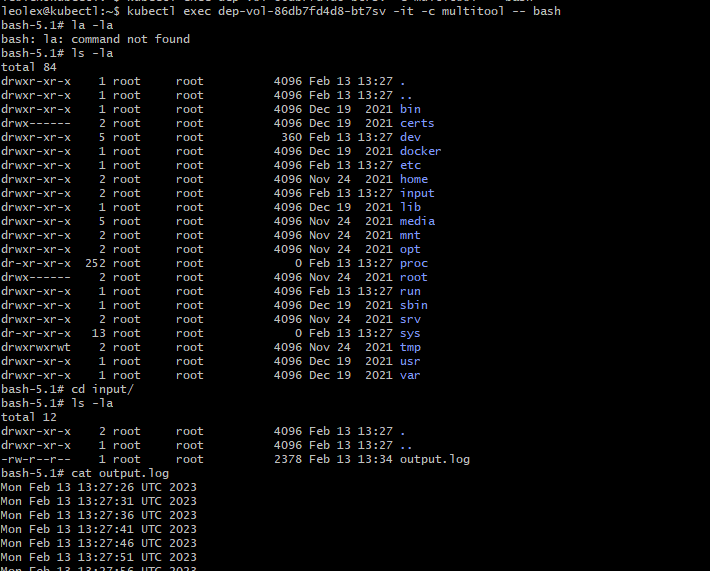 leolex@kubectl:~$ kubectl exec dep-vol-86db7fd4d8-bt7sv -it -c multitool -- bash
bash-5.1# la -la
bash: la: command not found
bash-5.1# ls -la
total 84
drwxr-xr-x 1 root root 4096 Feb 13 13:27 .
drwxr-xr-x 1 root root 4096 Feb 13 13:27 ..
drwxr-xr-x 1 root root 4096 Dec 19 2021 bin
drwx------ 2 root root 4096 Dec 19 2021 certs
drwxr-xr-x 5 root root 360 Feb 13 13:27 dev
drwxr-xr-x 1 root root 4096 Dec 19 2021 docker
drwxr-xr-x 1 root root 4096 Feb 13 13:27 etc
drwxr-xr-x 2 root root 4096 Nov 24 2021 home
drwxr-xr-x 2 root root 4096 Feb 13 13:27 input
drwxr-xr-x 1 root root 4096 Dec 19 2021 lib
drwxr-xr-x 5 root root 4096 Nov 24 2021 media
drwxr-xr-x 2 root root 4096 Nov 24 2021 mnt
drwxr-xr-x 2 root root 4096 Nov 24 2021 opt
dr-xr-xr-x 252 root root 0 Feb 13 13:27 proc
drwx------ 2 root root 4096 Nov 24 2021 root
drwxr-xr-x 1 root root 4096 Feb 13 13:27 run
drwxr-xr-x 1 root root 4096 Dec 19 2021 sbin
drwxr-xr-x 2 root root 4096 Nov 24 2021 srv
dr-xr-xr-x 13 root root 0 Feb 13 13:27 sys
drwxrwxrwt 2 root root 4096 Nov 24 2021 tmp
drwxr-xr-x 1 root root 4096 Dec 19 2021 usr
drwxr-xr-x 1 root root 4096 Dec 19 2021 var
bash-5.1# cd input/
bash-5.1# ls -la
total 12
drwxr-xr-x 2 root root 4096 Feb 13 13:27 .
drwxr-xr-x 1 root root 4096 Feb 13 13:27 ..
-rw-r--r-- 1 root root 2378 Feb 13 13:34 output.log
bash-5.1# cat output.log
Mon Feb 13 13:27:26 UTC 2023
Mon Feb 13 13:27:31 UTC 2023
Mon Feb 13 13:27:36 UTC 2023
Mon Feb 13 13:27:41 UTC 2023
Mon Feb 13 13:27:46 UTC 2023
Mon Feb 13 13:27:51 UTC 2023
Mon Feb 13 13:27:56 UTC 2023